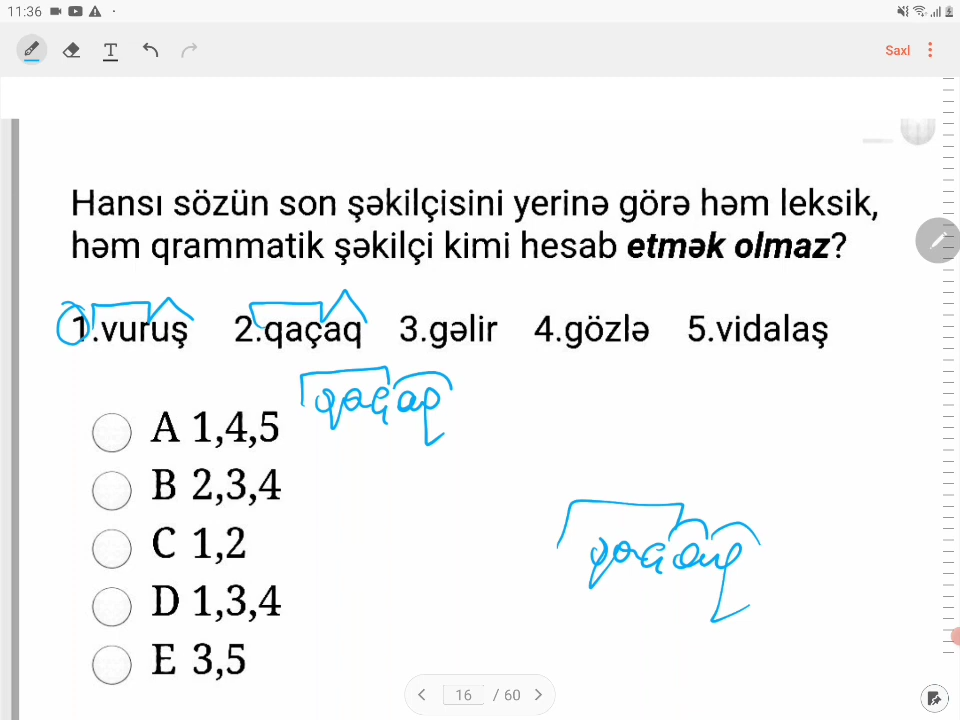 11:36
Saxl
Hansı sözün son şəkilçisini yerinə görə həm leksik,
həm qrammatik şəkilçi kimi hesab etmək olmaz?
1.vuruş 2.qaçaq 3.gəlir 4.gözlə 5.vidalaş
qaçaq
A 1,4,5
B 2,3,4
C 1,2
qaçaq
D 1,3,4
E 3,5
16 / 60